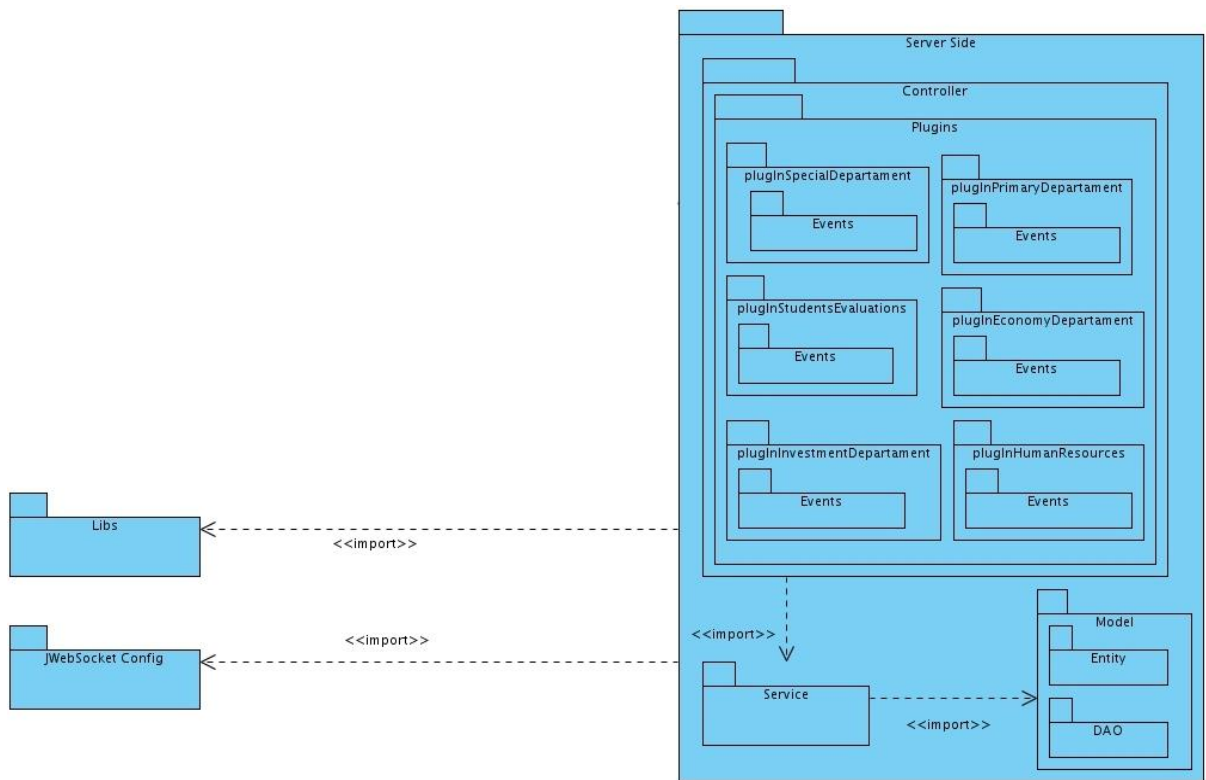 Server Side
Controller
Plugins
plugInSpecialDepartament
plugInPrimaryDepartament
Events
Events
plugInStudentsEvaluations
plugInEconomyDepartament
Events
Events
plugInInvestmentDepartament
plugInHumanResources
Events
Events
Libs
<<import>>
JWebSocket Config
<<import>>
<<import>>
Model
Entity
Service
<<import>>
DAO